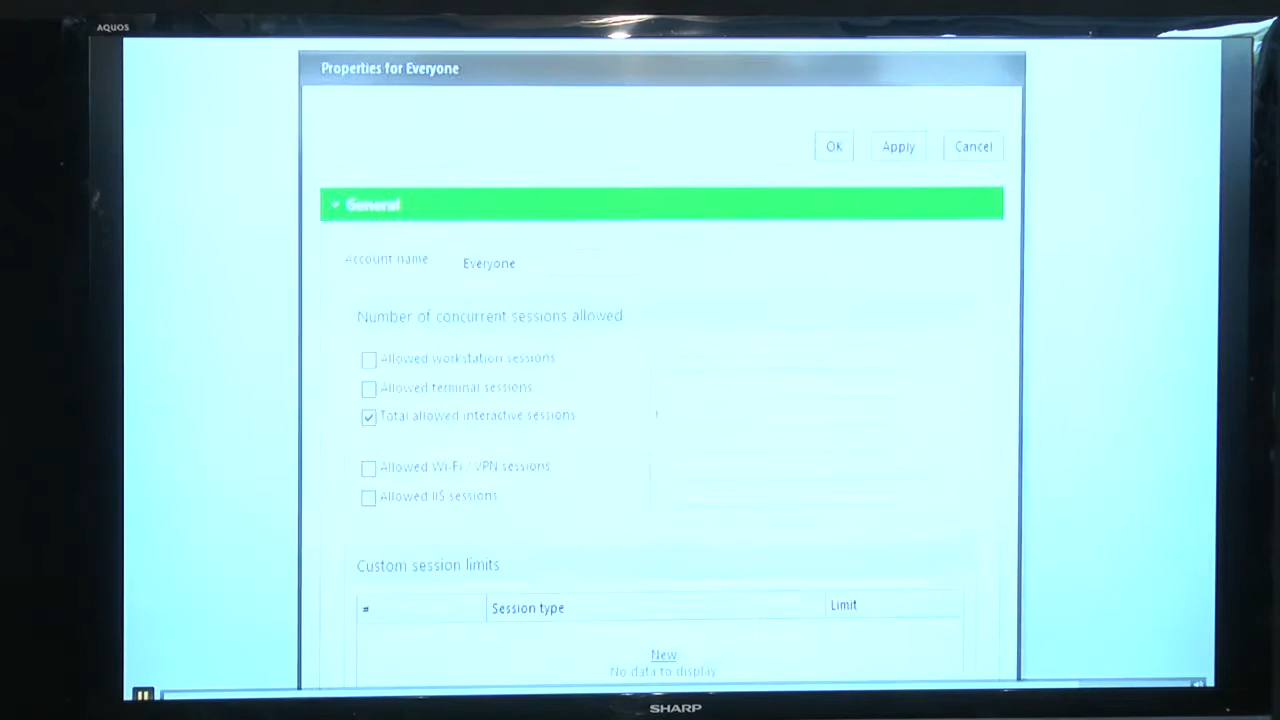 AQUOS
Properties for Everyone
OK Apply Cancel
General
Account name Everyone
Number of concurrent sessions allowed
Allowed workstation sessions
Allowed terminal sessions
Total allowed interactive sessions
Allowed Wi-Fi / VPN sessions
Allowed IIS sessions
Custom session limits
# Session type Limit
New
No data to display
SHARP